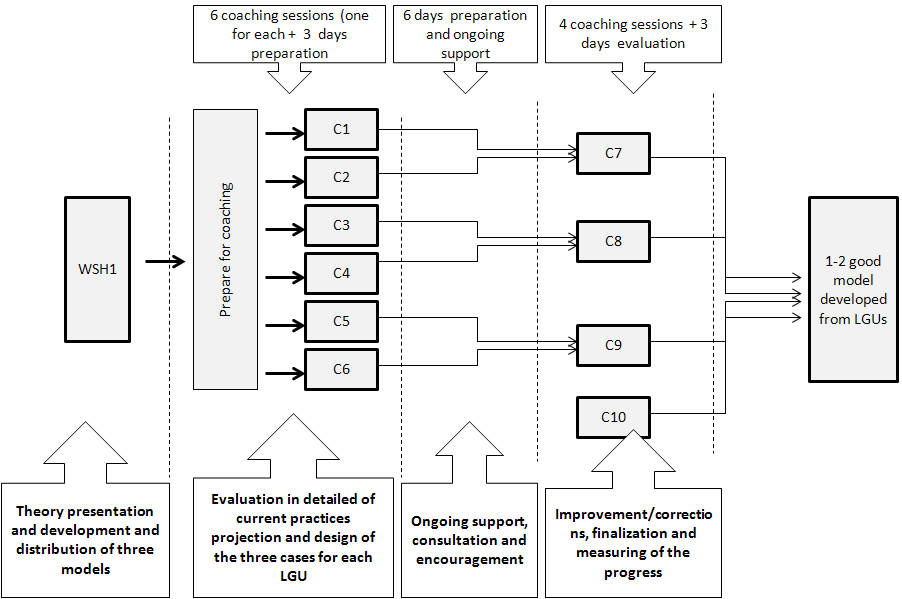 6 coaching sessions (one
for each + 3 days
preparation
6 days preparation
and ongoing
support
4 coaching sessions + 3
days evaluation
WSH1
Prepare for coaching
C1
C2
C3
C4
C5
C6
C7
C8
C9
C10
1-2 good
model
developed
from LGUs
Theory presentation
and development and
distribution of three
models
Evaluation in detailed of
current practices
projection and design of
the three cases for each
LGU
Ongoing support,
consultation and
encouragement
Improvement/correctio
ns, finalization and
measuring of the
progress